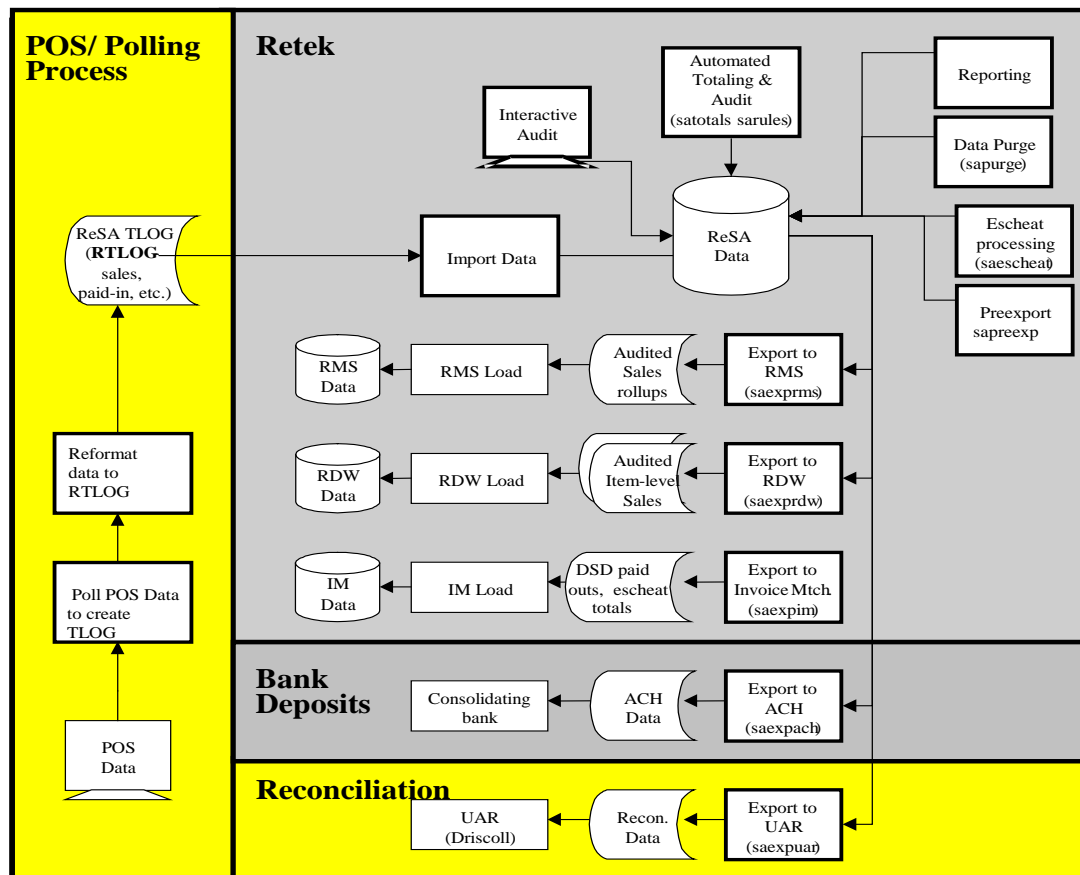 POS/ Polling
Process
Retek
Automated
Totaling &
Audit
(satotals sarules)
Interactive
Audit
Reporting
Data Purge
(sapurge)
ReSA TLOG
(RTLOG
sales,
paid-in, etc.)
Import Data
ReSA
Data
Escheat
processing
(saescheat)
Preexport
sapreexp
RMS
Data
RMS Load
Audited
Sales
rollups
Export to
RMS
(saexprms)
Reformat
data to
RTLOG
RDW
Data
RDW Load
Audited
Item-level
Sales
Export to
RDW
(saexprdw)
IM
Data
IM Load
DSD paid
outs, escheat
totals
Export to
Invoice Mtch.
(saexpim)
Poll POS Data
to create
TLOG
Bank
Deposits
Consolidating
bank
ACH
Data
Export to
ACH
(saexpach)
POS
Data
Reconciliation
UAR
(Driscoll)
Recon.
Data
Export to
UAR
(saexpuar)